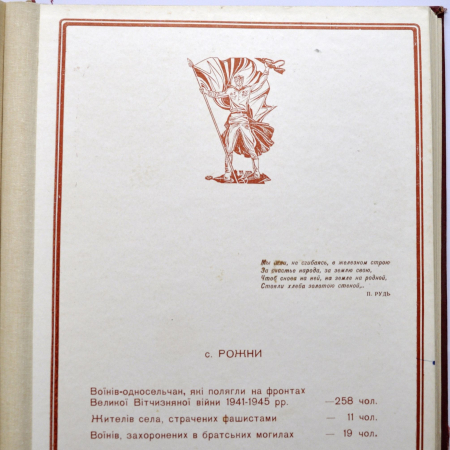 Мы шли, не сгибаясь, в железном строю
За счастье народа, за землю свою,
Чтоб снова на ней, на земле на родной,
Стояли хлеба золотою стеной...
П. РУДЬ
с. РОЖНИ
Воїнів-односельчан, які полягли на фронтах
Великої Вітчизняної війни 1941-1945 рр. — 258 чол.
Жителів села, страчених фашистами — 11 чол.
Воїнів, захоронених в братських могилах — 19 чол.